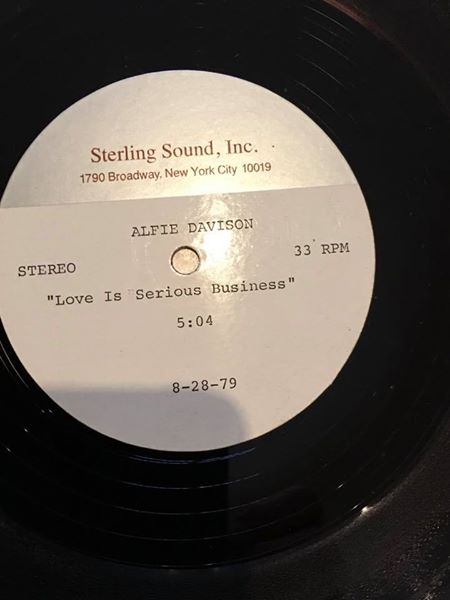 Sterling Sound, Inc.
1790 Broadway, New York City 10019
ALFIE DAVISON
STEREO 33 RPM
"Love Is Serious Business"
5:04
8-28-79